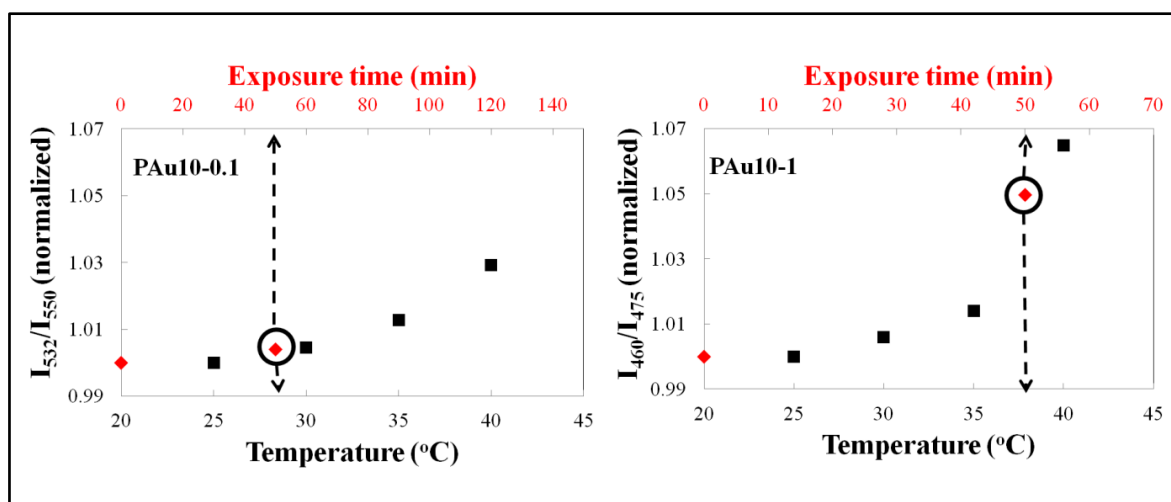 Exposure time (min)
0 20 40 60 80 100 120 140
1.07
1.05
1.03
1.01
0.99
I532/I550 (normalized)
PAu10-0.1
20 25 30 35 40 45
Temperature (°C)
Exposure time (min)
0 10 20 30 40 50 60 70
1.07
1.05
1.03
1.01
0.99
I460/I475 (normalized)
PAu10-1
20 25 30 35 40 45
Temperature (°C)